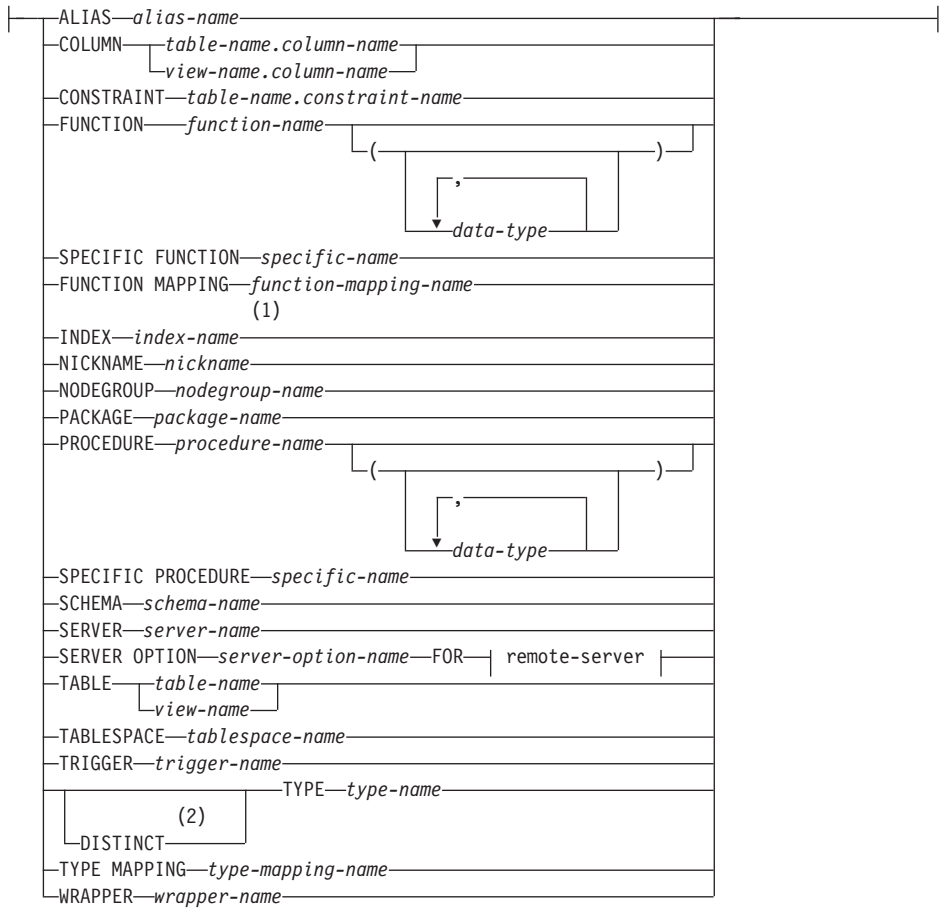 ALIAS alias-name
COLUMN table-name.column-name
view-name.column-name
CONSTRAINT table-name.constraint-name
FUNCTION function-name
( )
,
data-type
SPECIFIC FUNCTION specific-name
FUNCTION MAPPING function-mapping-name
(1)
INDEX index-name
NICKNAME nickname
NODEGROUP nodegroup-name
PACKAGE package-name
PROCEDURE procedure-name
( )
,
data-type
SPECIFIC PROCEDURE specific-name
SCHEMA schema-name
SERVER server-name
SERVER OPTION server-option-name FOR remote-server
TABLE table-name
view-name
TABLESPACE tablespace-name
TRIGGER trigger-name
TYPE type-name
(2)
DISTINCT
TYPE MAPPING type-mapping-name
WRAPPER wrapper-name